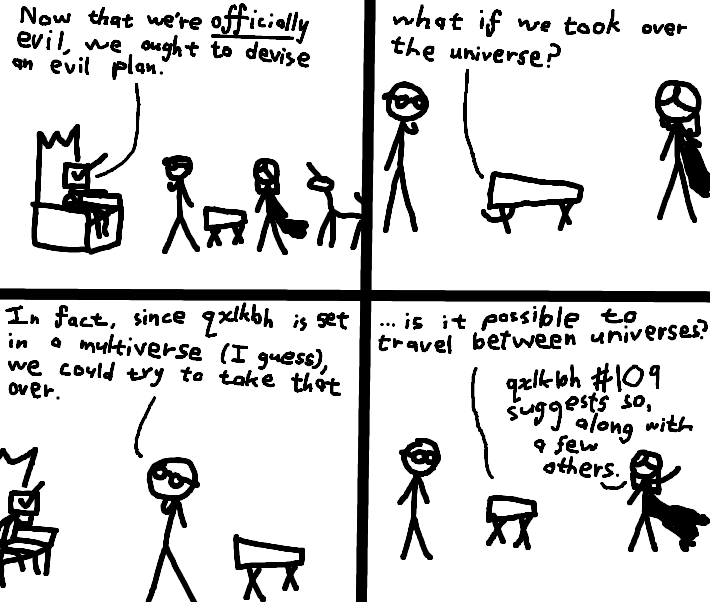 Now that we're officially
evil, we ought to devise
an evil plan.
what if we took over
the universe?
In fact, since qxlkbh is set
in a multiverse (I guess),
we could try to take that
over.
... is it possible to
travel between universes?
qxlkbh #109
suggests so,
along with
a few
others.